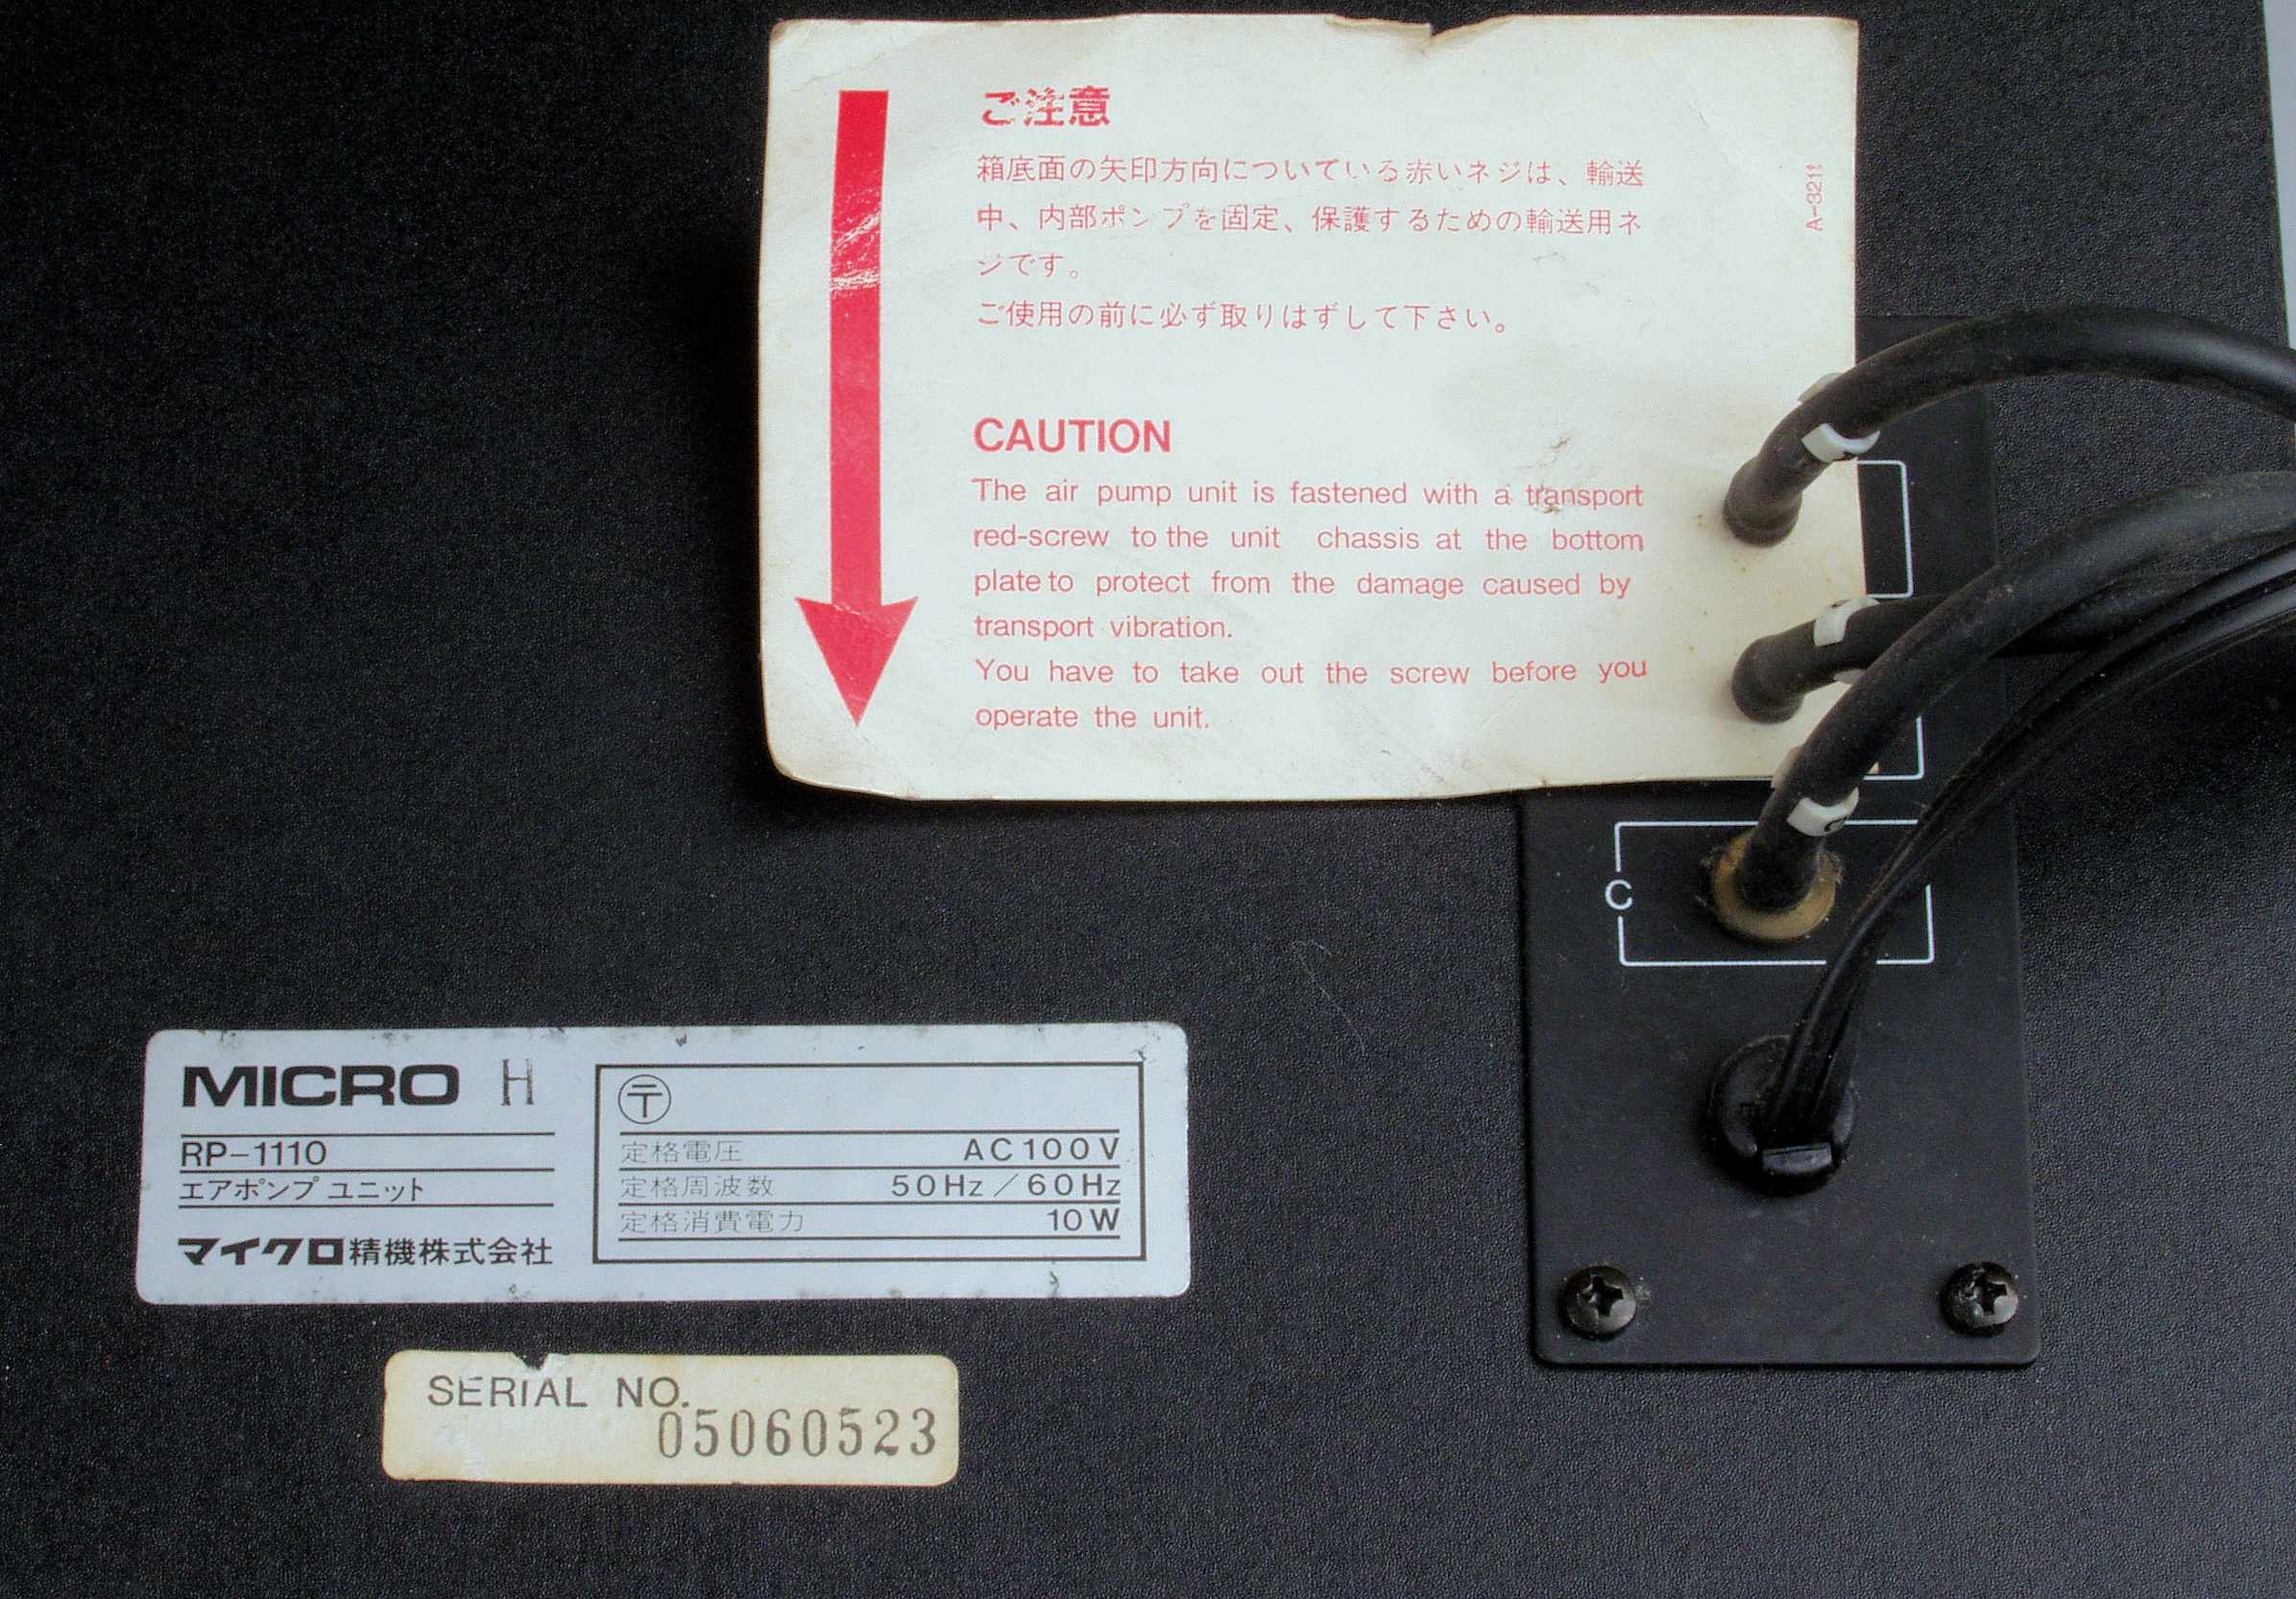 ご注意
箱底面の矢印方向についている赤いネジは、輸送
中、内部ポンプを固定、保護するための輸送用ネ
ジです。
ご使用の前に必ず取りはずして下さい。
A-3211
CAUTION
The air pump unit is fastened with a transport
red-screw to the unit chassis at the bottom
plate to protect from the damage caused by
transport vibration.
You have to take out the screw before you
operate the unit.
C
MICRO H
RP-1110
エアポンプ ユニット
マイクロ精機株式会社
〒
定格電圧 AC100V
定格周波数 50Hz/60Hz
定格消費電力 10W
SERIAL NO.
05060523